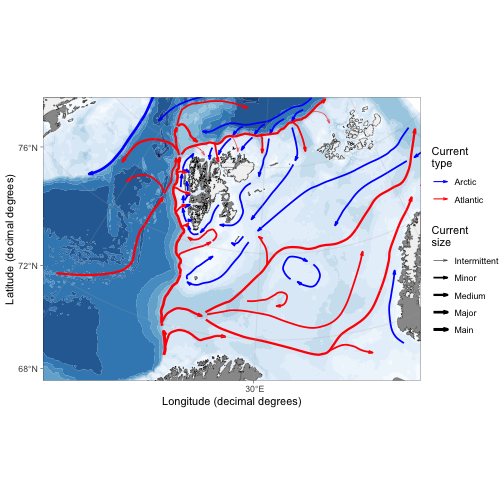 76°N
72°N
68°N
30°E
Longitude (decimal degrees)
Latitude (decimal degrees)
Current
type
Arctic
Atlantic
Current
size
Intermittent
Minor
Medium
Major
Main